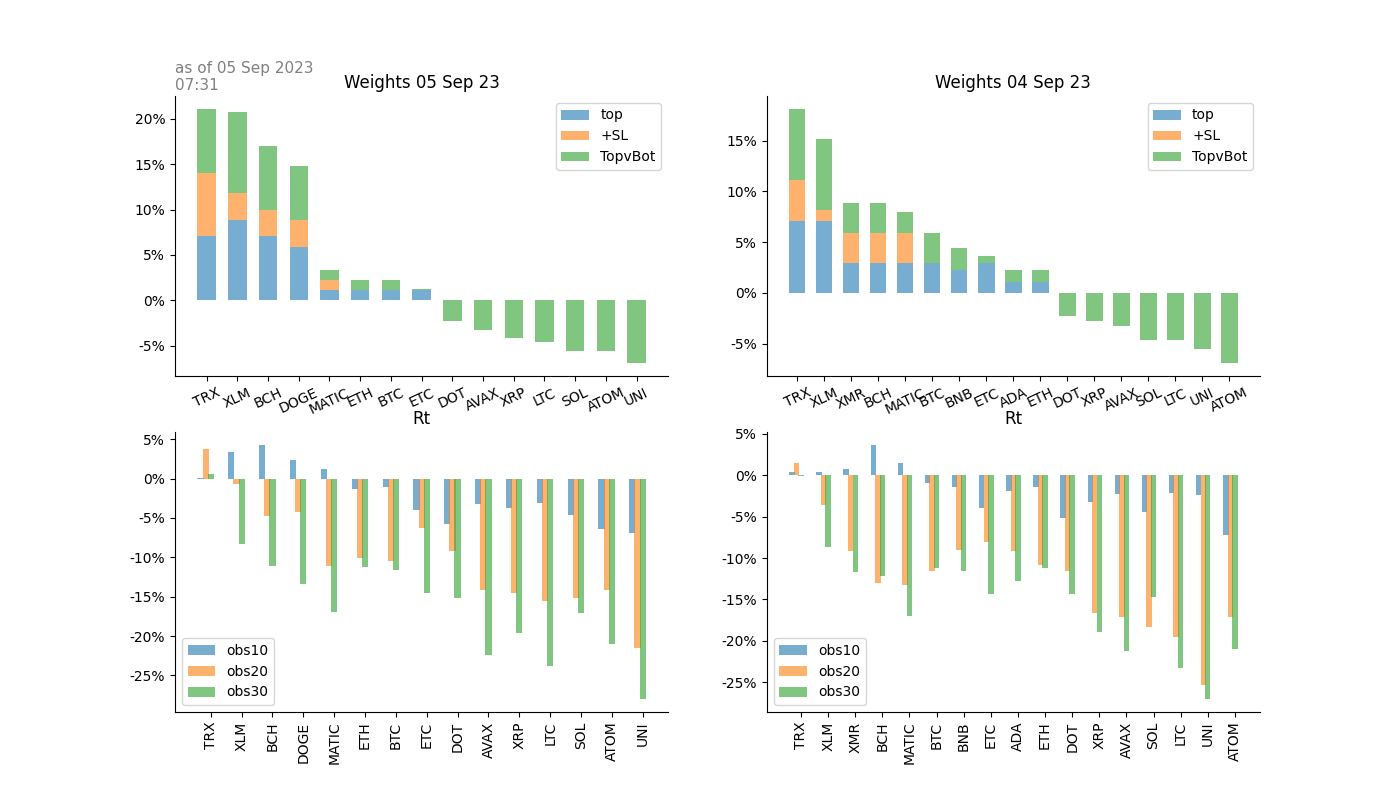 as of 05 Sep 2023
07:31
Weights 05 Sep 23
20%
15%
10%
5%
0%
-5%
top
+SL
TopvBot
TRX XLM BCH DOGE MATIC ETH BTC ETC DOT AVAX XRP LTC SOL ATOM UNI
Weights 04 Sep 23
15%
10%
5%
0%
-5%
top
+SL
TopvBot
TRX XLM XMR BCH MATIC BTC BNB ETC ADA ETH DOT XRP AVAX SOL LTC UNI ATOM
Rt
5%
0%
-5%
-10%
-15%
-20%
-25%
obs10
obs20
obs30
TRX XLM BCH DOGE MATIC ETH BTC ETC DOT AVAX XRP LTC SOL ATOM UNI
Rt
5%
0%
-5%
-10%
-15%
-20%
-25%
obs10
obs20
obs30
TRX XLM XMR BCH MATIC BTC BNB ETC ADA ETH DOT XRP AVAX SOL LTC UNI ATOM